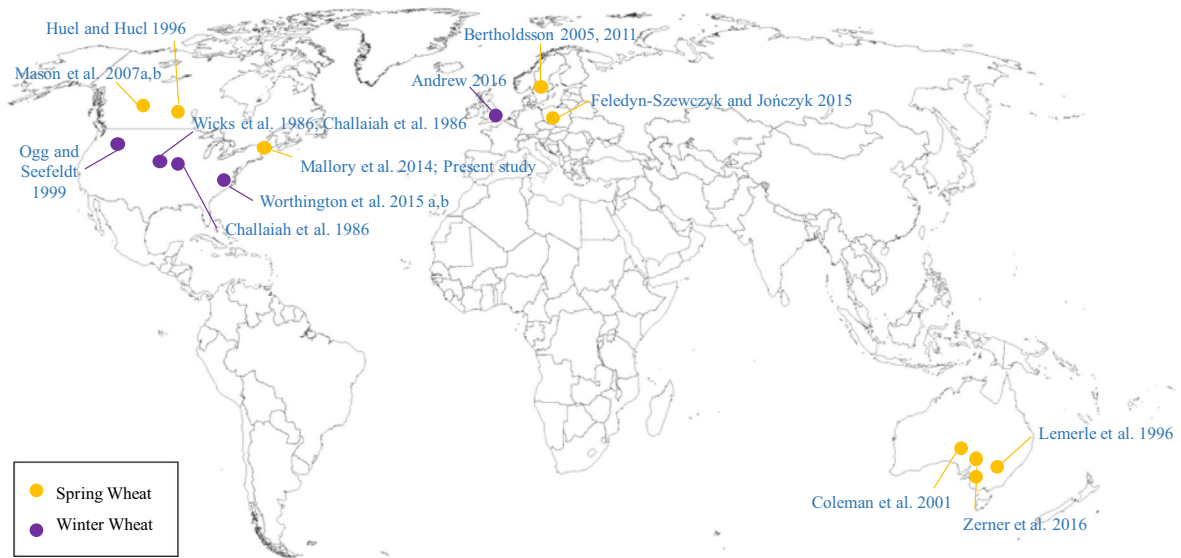 Huel and Hucl 1996
Bertholdsson 2005, 2011
Mason et al. 2007a,b
Andrew 2016
Feledyn-Szewczyk and Jończyk 2015
Wicks et al. 1986; Challaiah et al. 1986
Ogg and
Seefeldt
1999
Mallory et al. 2014; Present study
Worthington et al. 2015 a,b
Challaiah et al. 1986
Lemerle et al. 1996
Coleman et al. 2001
Zerner et al. 2016
Spring Wheat
Winter Wheat